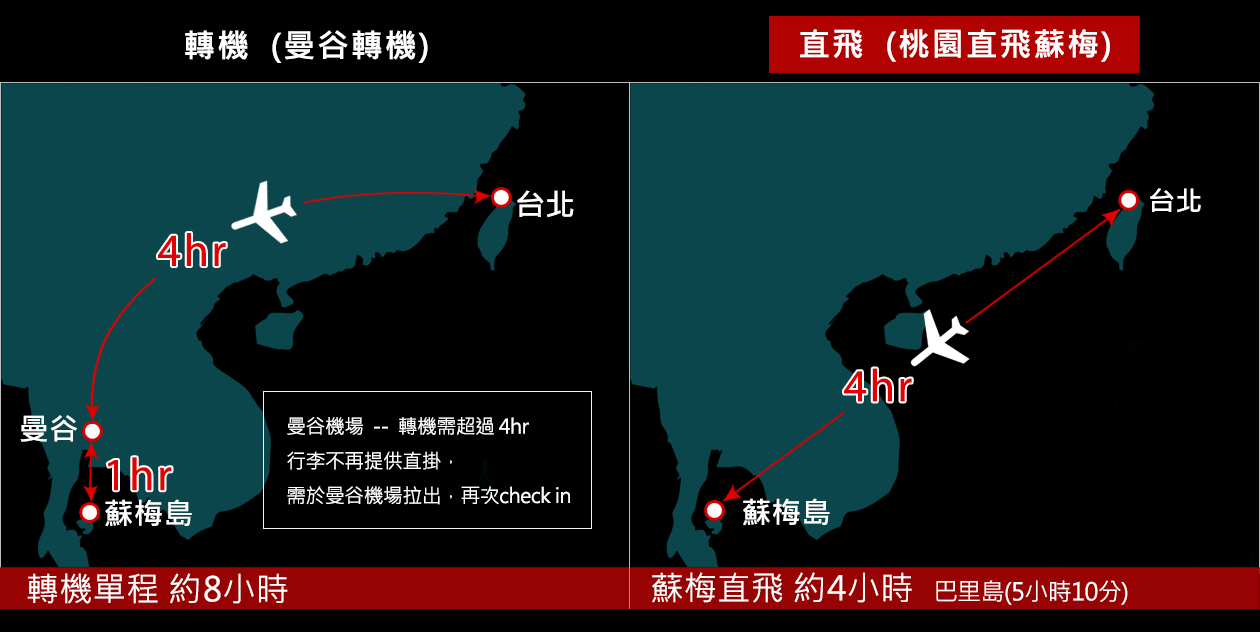 轉機 (曼谷轉機)
直飛 (桃園直飛蘇梅)
台北
4hr
曼谷
1hr
蘇梅島
曼谷機場 -- 轉機需超過 4hr
行李不再提供直掛，
需於曼谷機場拉出，再次check in
轉機單程 約8小時
台北
4hr
蘇梅島
蘇梅直飛 約4小時 巴里島(5小時10分)